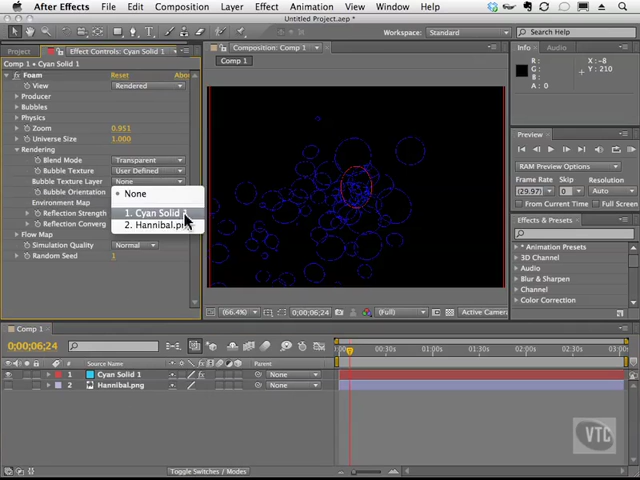 After Effects File Edit Composition Layer Effect Animation View Window Help
Untitled Project.aep *
Workspace: Standard Search Help
Project Effect Controls: Cyan Solid 1
Comp 1 • Cyan Solid 1
Foam Reset Abou
View Rendered
Producer
Bubbles
Physics
Zoom 0.951
Universe Size 1.000
Rendering
Blend Mode Transparent
Bubble Texture User Defined
Bubble Texture Layer None
Bubble Orientation
Environment Map
Reflection Strength
Reflection Converg
Flow Map
Simulation Quality Normal
Random Seed 1
None
1. Cyan Solid 1
2. Hannibal.png
Composition: Comp 1
Comp 1
(66.4%) 0;00;06;24 (Full) Active Camera
Info Audio
R : X : -8
G : Y : 210
B :
A : 0
Preview
RAM Preview Options
Frame Rate Skip Resolution
(29.97) 0 Auto
From Current Time Full Screen
Effects & Presets
* Animation Presets
3D Channel
Audio
Blur & Sharpen
Channel
Color Correction
Comp 1
0;00;06;24
# Source Name Parent
1 Cyan Solid 1 None
2 Hannibal.png None
:00s 00:30s 01:00s 01:30s 02:00s 02:30s 03:00s
Toggle Switches / Modes
VTC